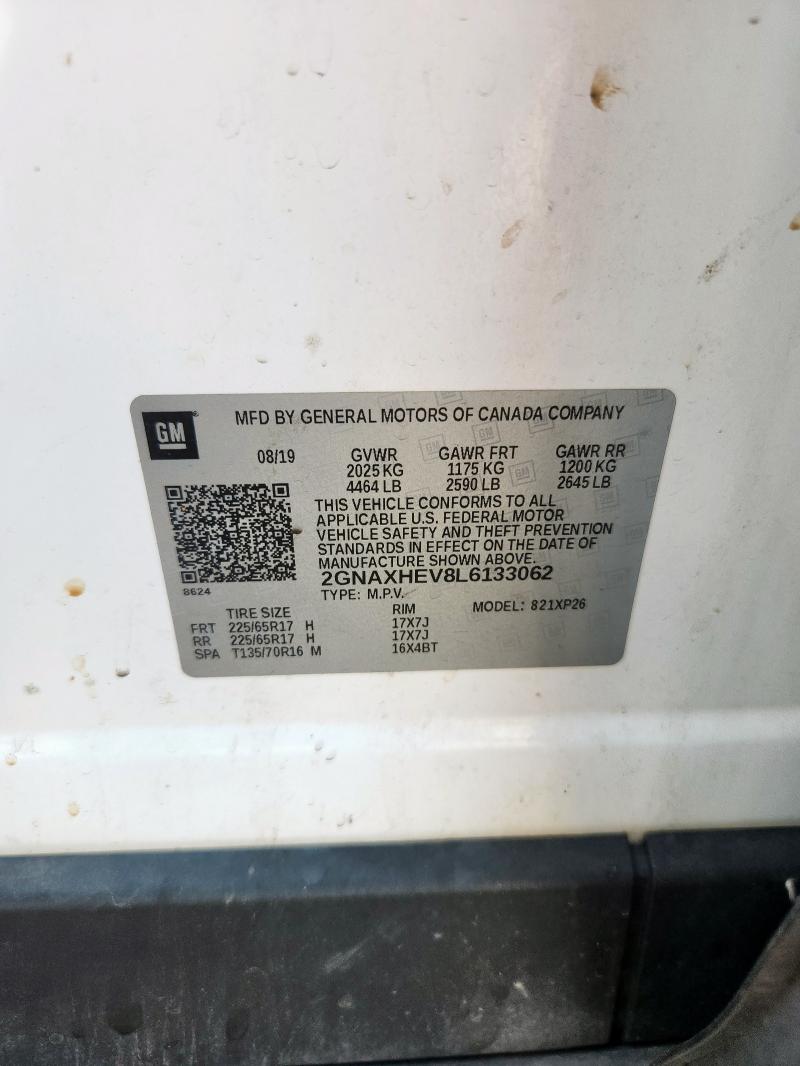 GM
MFD BY GENERAL MOTORS OF CANADA COMPANY
08/19 GVWR GAWR FRT GAWR RR
2025 KG 1175 KG 1200 KG
4464 LB 2590 LB 2645 LB
THIS VEHICLE CONFORMS TO ALL
APPLICABLE U.S. FEDERAL MOTOR
VEHICLE SAFETY AND THEFT PREVENTION
STANDARDS IN EFFECT ON THE DATE OF
MANUFACTURE SHOWN ABOVE.
2GNAXHEV8L6133062
8624
TYPE: M.P.V. MODEL: 821XP26
TIRE SIZE RIM
FRT 225/65R17 H 17X7J
RR 225/65R17 H 17X7J
SPA T135/70R16 M 16X4BT